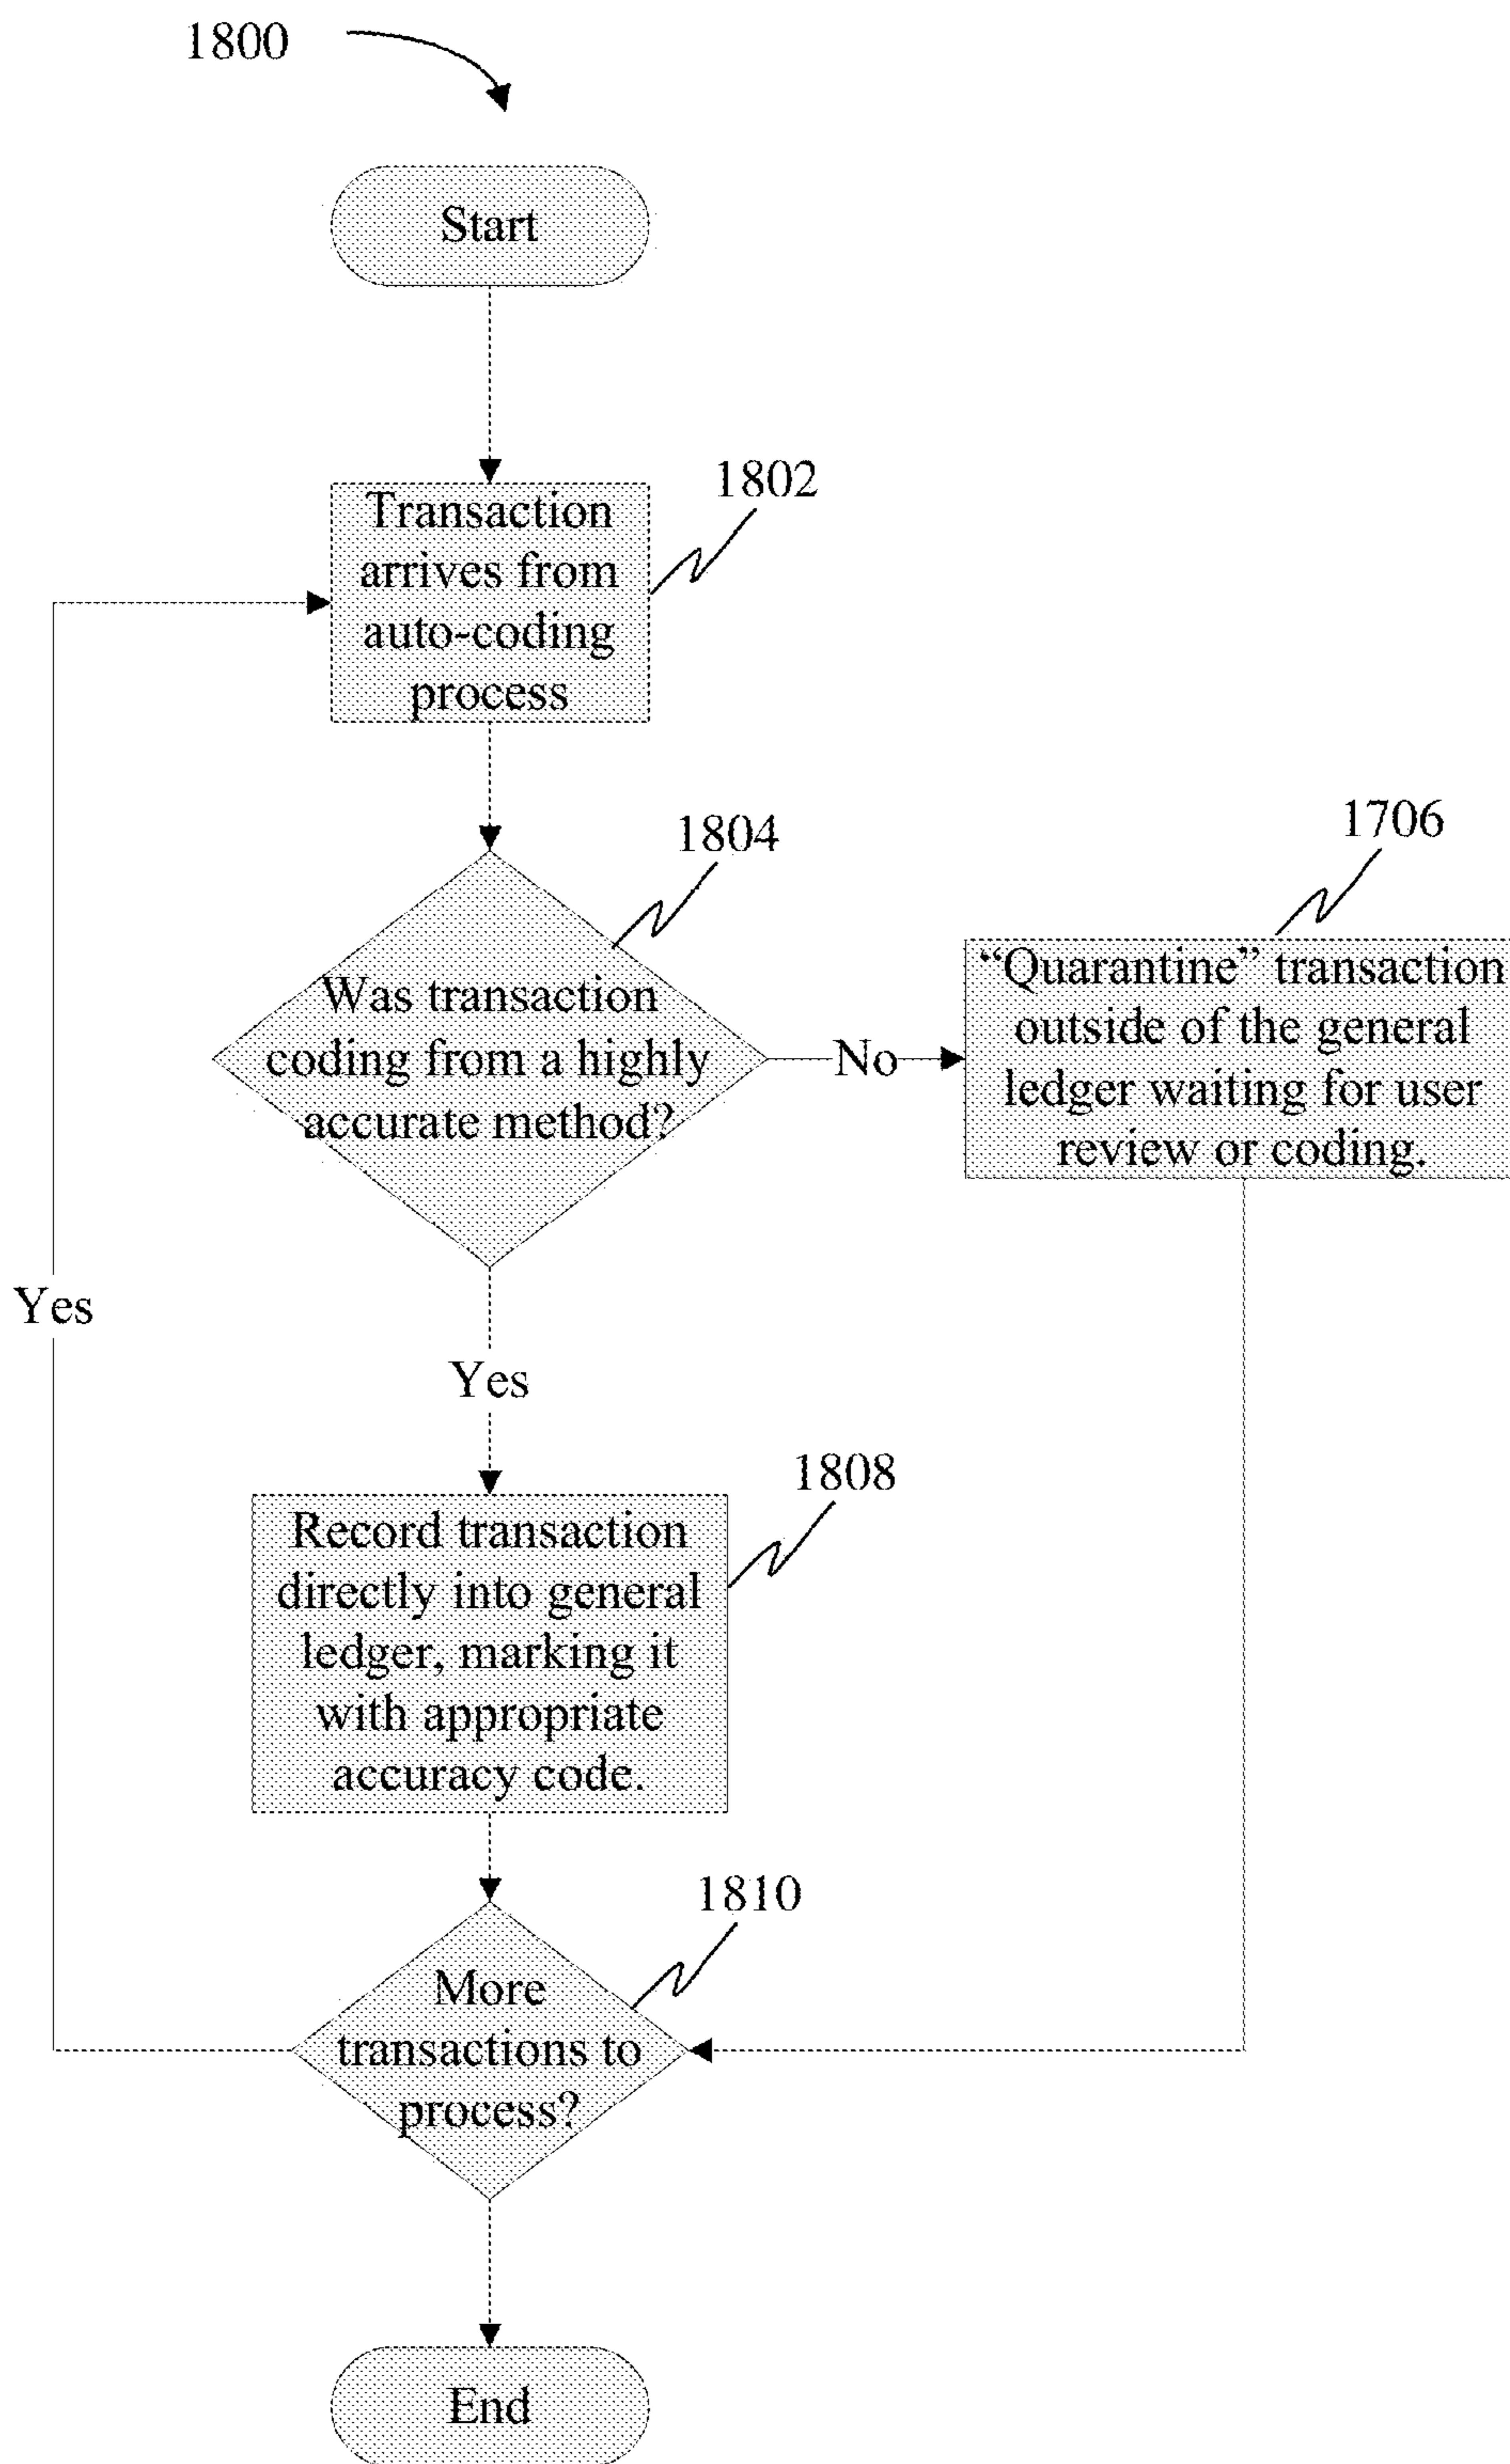 1800
Start
1802
Transaction
arrives from
auto-coding
process
1804
Was transaction
coding from a highly
accurate method?
No
1706
“Quarantine” transaction
outside of the general
ledger waiting for user
review or coding.
Yes
Yes
1808
Record transaction
directly into general
ledger, marking it
with appropriate
accuracy code.
1810
More
transactions to
process?
End